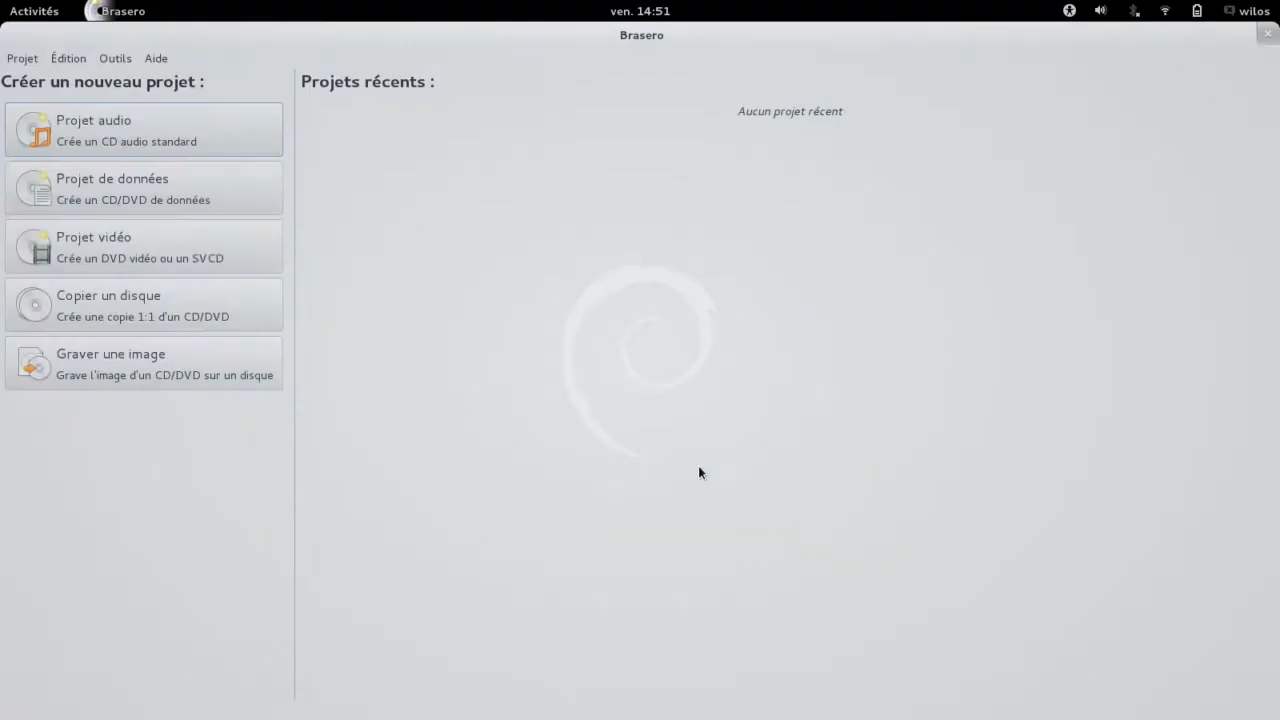 Activités Brasero ven. 14:51 wilos
Brasero
Projet Édition Outils Aide
Créer un nouveau projet :
Projet audio
Crée un CD audio standard
Projet de données
Crée un CD/DVD de données
Projet vidéo
Crée un DVD vidéo ou un SVCD
Copier un disque
Crée une copie 1:1 d'un CD/DVD
Graver une image
Grave l'image d'un CD/DVD sur un disque
Projets récents :
Aucun projet récent